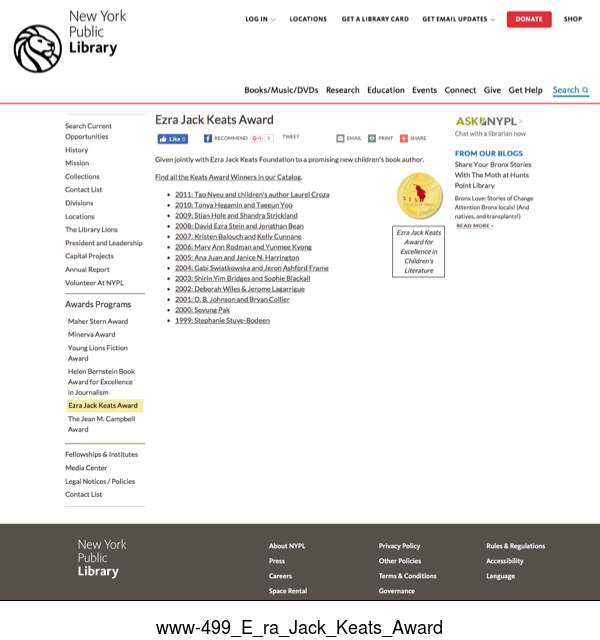 New York
Public
Library
LOG IN
LOCATIONS
GET A LIBRARY CARD
GET EMAIL UPDATES
DONATE
SHOP
Books/Music/DVDs
Research
Education
Events
Connect
Give
Get Help
Search
Search Current
Opportunities
History
Mission
Collections
Contact List
Divisions
Locations
The Library Lions
President and Leadership
Capital Projects
Annual Report
Volunteer At NYPL
Awards Programs
Maher Stern Award
Minerva Award
Young Lions Fiction
Award
Helen Bernstein Book
Award for Excellence
in Journalism
Ezra Jack Keats Award
The Jean M. Campbell
Award
Fellowships & Institutes
Media Center
Legal Notices / Policies
Contact List
Ezra Jack Keats Award
Like 0
RECOMMEND
G+1 0
TWEET
EMAIL
PRINT
SHARE
Given jointly with Ezra Jack Keats Foundation to a promising new children's book author.
Find all the Keats Award Winners in our Catalog.
• 2011: Tao Nyeu and children's author Laurel Croza
• 2010: Tonya Hegamin and Taeeun Yoo
• 2009: Stian Hole and Shandra Strickland
• 2008: David Ezra Stein and Jonathan Bean
• 2007: Kristen Balouch and Kelly Cunnane
• 2006: Mary Ann Rodman and Yunmee Kyong
• 2005: Ana Juan and Janice N. Harrington
• 2004: Gabi Swiatkowska and Jeron Ashford Frame
• 2003: Shirin Yim Bridges and Sophie Blackall
• 2002: Deborah Wiles & Jerome Lagarrigue
• 2001: D. B. Johnson and Bryan Collier
• 2000: Soyung Pak
• 1999: Stephanie Stuve-Bodeen
Ezra Jack Keats
Award for
Excellence in
Children's
Literature
ASK NYPL >
Chat with a librarian now
FROM OUR BLOGS
Share Your Bronx Stories
With The Moth at Hunts
Point Library
Bronx Love: Stories of Change
Attention Bronx locals! (And
natives, and transplants!)
READ MORE ›
New York
Public
Library
About NYPL
Press
Careers
Space Rental
Privacy Policy
Other Policies
Terms & Conditions
Governance
Rules & Regulations
Accessibility
Language
www-499_E_ra_Jack_Keats_Award